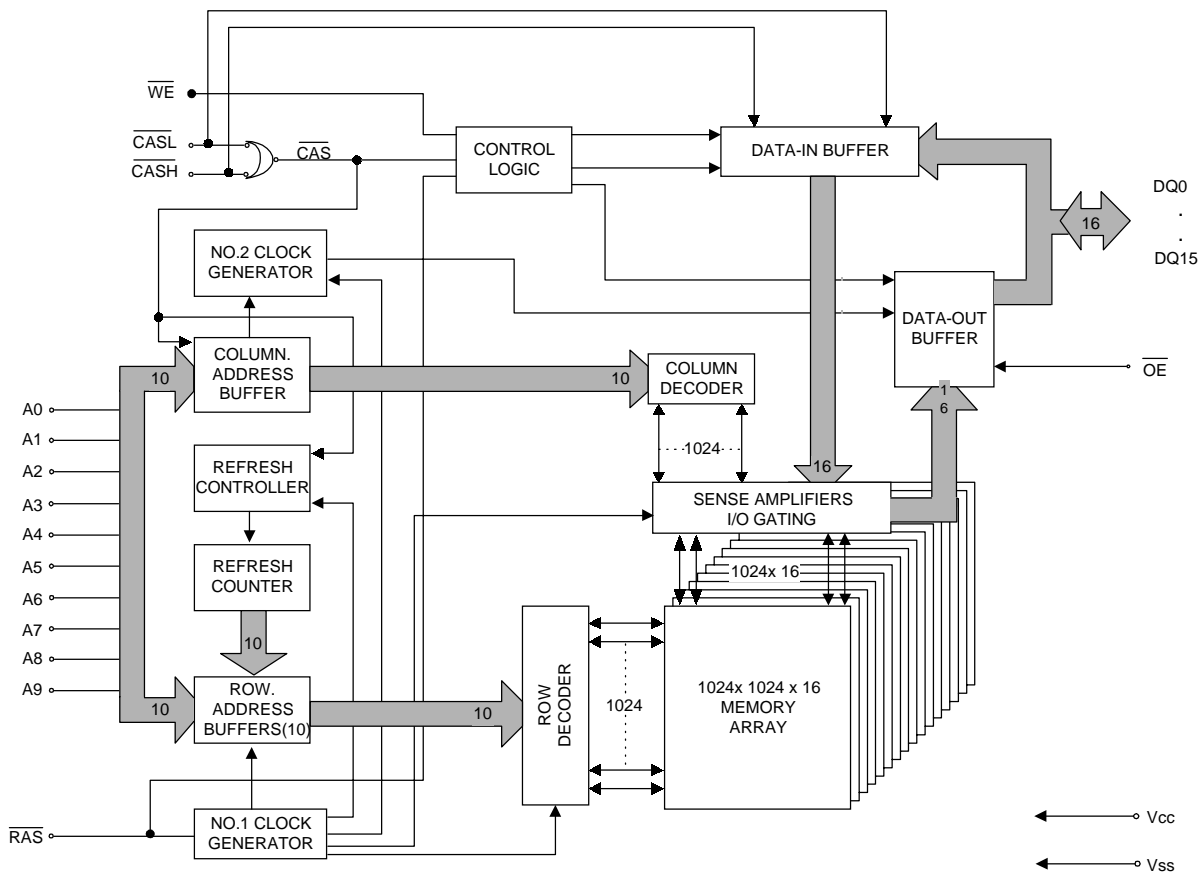 WE
CASL
CASH
CAS
CONTROL
LOGIC
DATA-IN BUFFER
DQ0
.
.
DQ15
16
NO.2 CLOCK
GENERATOR
DATA-OUT
BUFFER
OE
COLUMN.
ADDRESS
BUFFER
10
10
COLUMN
DECODER
1
6
A0
A1
A2
A3
A4
A5
A6
A7
A8
A9
REFRESH
CONTROLLER
1024
16
SENSE AMPLIFIERS
I/O GATING
REFRESH
COUNTER
1024x 16
10
ROW.
ADDRESS
BUFFERS(10)
10
10
ROW
DECODER
1024
1024x 1024 x 16
MEMORY
ARRAY
RAS
NO.1 CLOCK
GENERATOR
Vcc
Vss